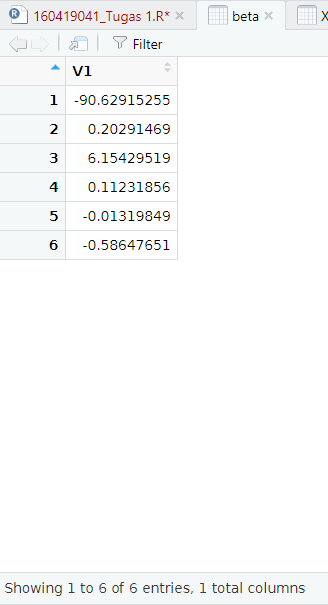 160419041_Tugas 1.R* beta X
Filter
V1
1 -90.62915255
2 0.20291469
3 6.15429519
4 0.11231856
5 -0.01319849
6 -0.58647651
Showing 1 to 6 of 6 entries, 1 total columns